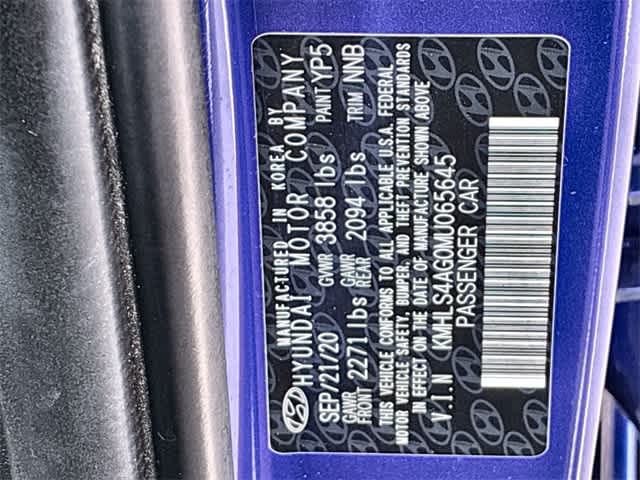 MANUFACTURED IN KOREA BY
HYUNDAI MOTOR COMPANY
SEP/21/20 GVWR 3858 lbs PAINT YP5
GAWR FRONT 2271 lbs GAWR REAR 2094 lbs TRIM NNB
THIS VEHICLE CONFORMS TO ALL APPLICABLE U.S.A. FEDERAL
MOTOR VEHICLE SAFETY, BUMPER, AND THEFT PREVENTION STANDARDS
IN EFFECT ON THE DATE OF MANUFACTURE SHOWN ABOVE
V.I.N KMHLS4AG0MU065645
PASSENGER CAR